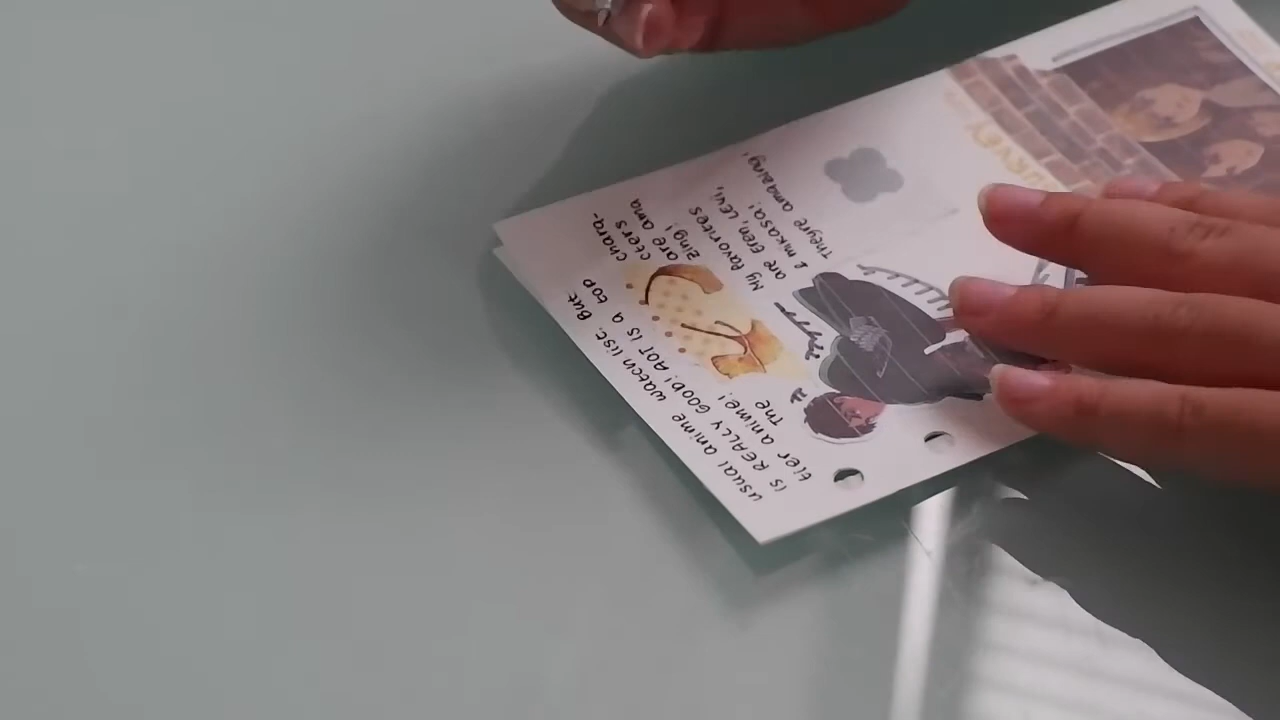 usual anime watch list. But
is REALLY GOOD! AOT is a top
tier anime!
The
chara-
cters
are ama
zing!
My favorites
are Eren, Levi,
& Mikasa!
They're amazing!
URVEY